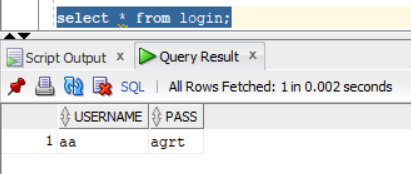 select * from login;
Script Output x Query Result x
SQL | All Rows Fetched: 1 in 0.002 seconds
USERNAME PASS
1 aa agrt